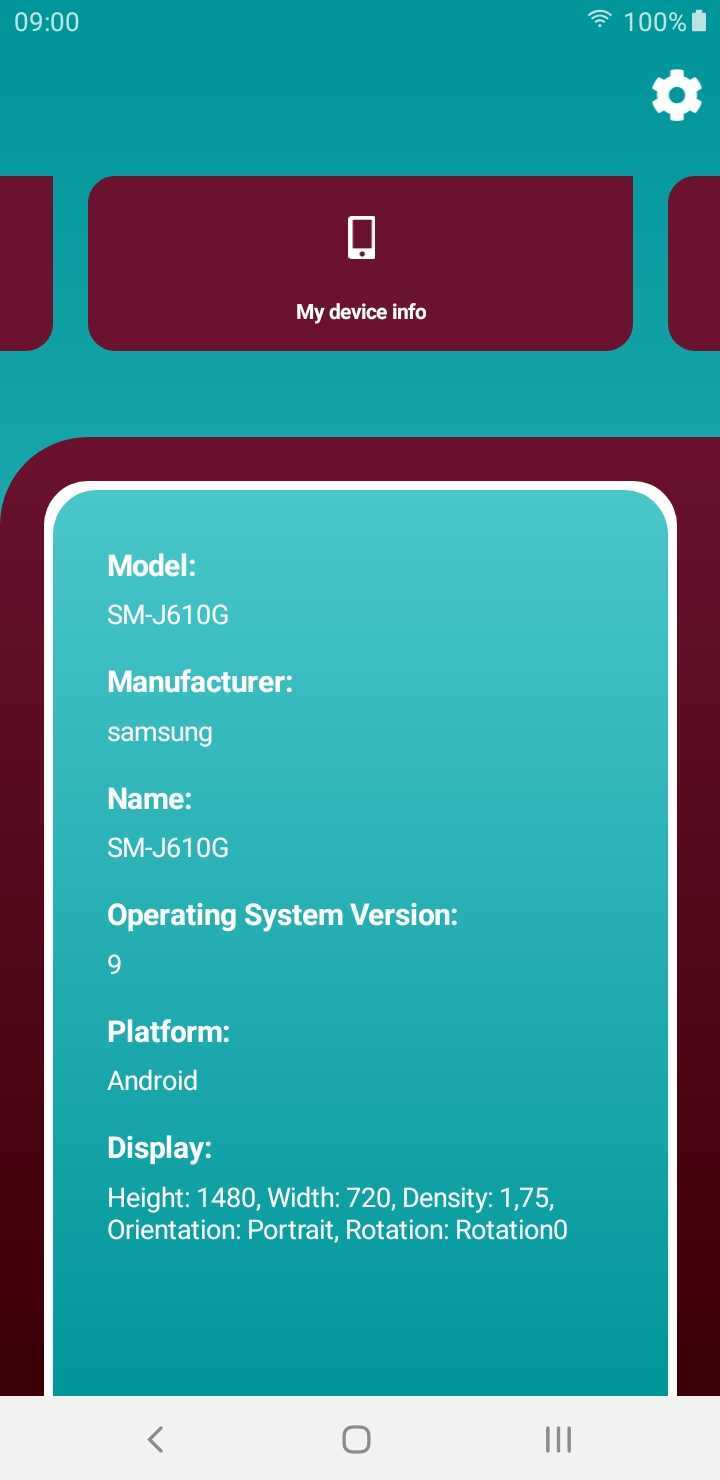 09:00
100%
My device info
Model:
SM-J610G
Manufacturer:
samsung
Name:
SM-J610G
Operating System Version:
9
Platform:
Android
Display:
Height: 1480, Width: 720, Density: 1,75,
Orientation: Portrait, Rotation: Rotation0